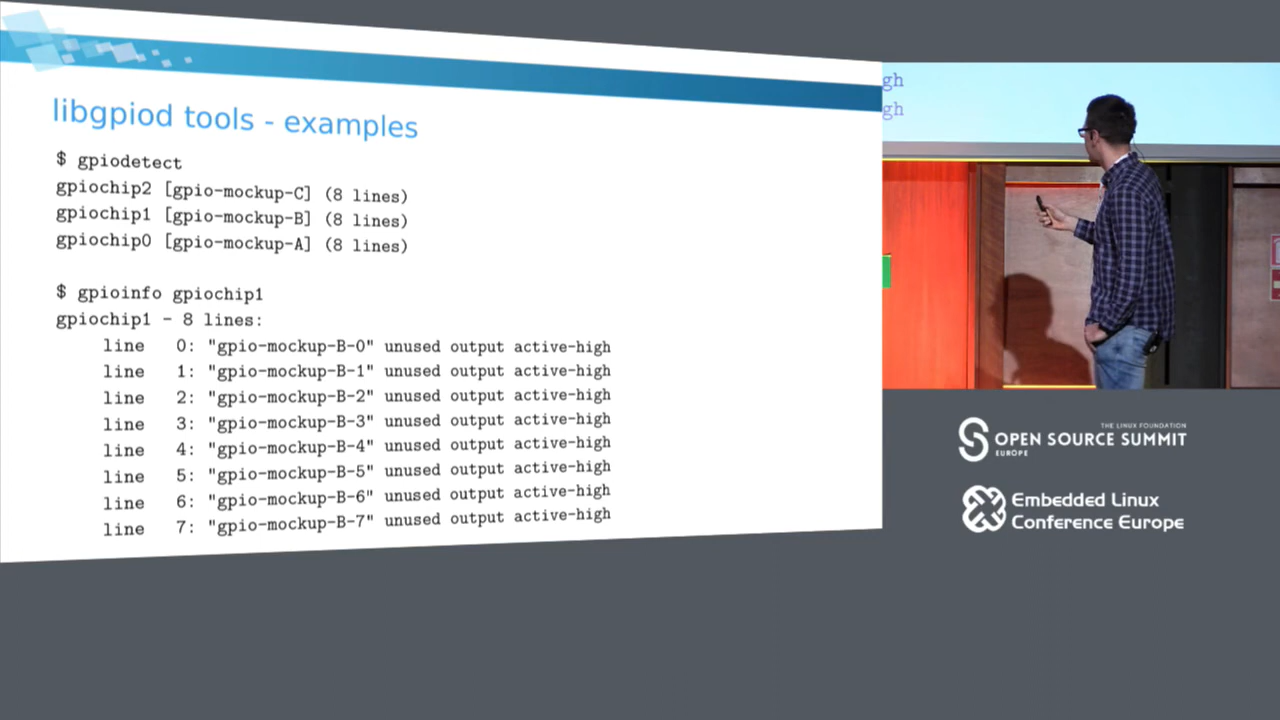 libgpiod tools - examples
$ gpiodetect
gpiochip2 [gpio-mockup-C] (8 lines)
gpiochip1 [gpio-mockup-B] (8 lines)
gpiochip0 [gpio-mockup-A] (8 lines)
$ gpioinfo gpiochip1
gpiochip1 - 8 lines:
line 0: "gpio-mockup-B-0" unused output active-high
line 1: "gpio-mockup-B-1" unused output active-high
line 2: "gpio-mockup-B-2" unused output active-high
line 3: "gpio-mockup-B-3" unused output active-high
line 4: "gpio-mockup-B-4" unused output active-high
line 5: "gpio-mockup-B-5" unused output active-high
line 6: "gpio-mockup-B-6" unused output active-high
line 7: "gpio-mockup-B-7" unused output active-high
gh
gh
THE LINUX FOUNDATION
OPEN SOURCE SUMMIT
EUROPE
Embedded Linux
Conference Europe